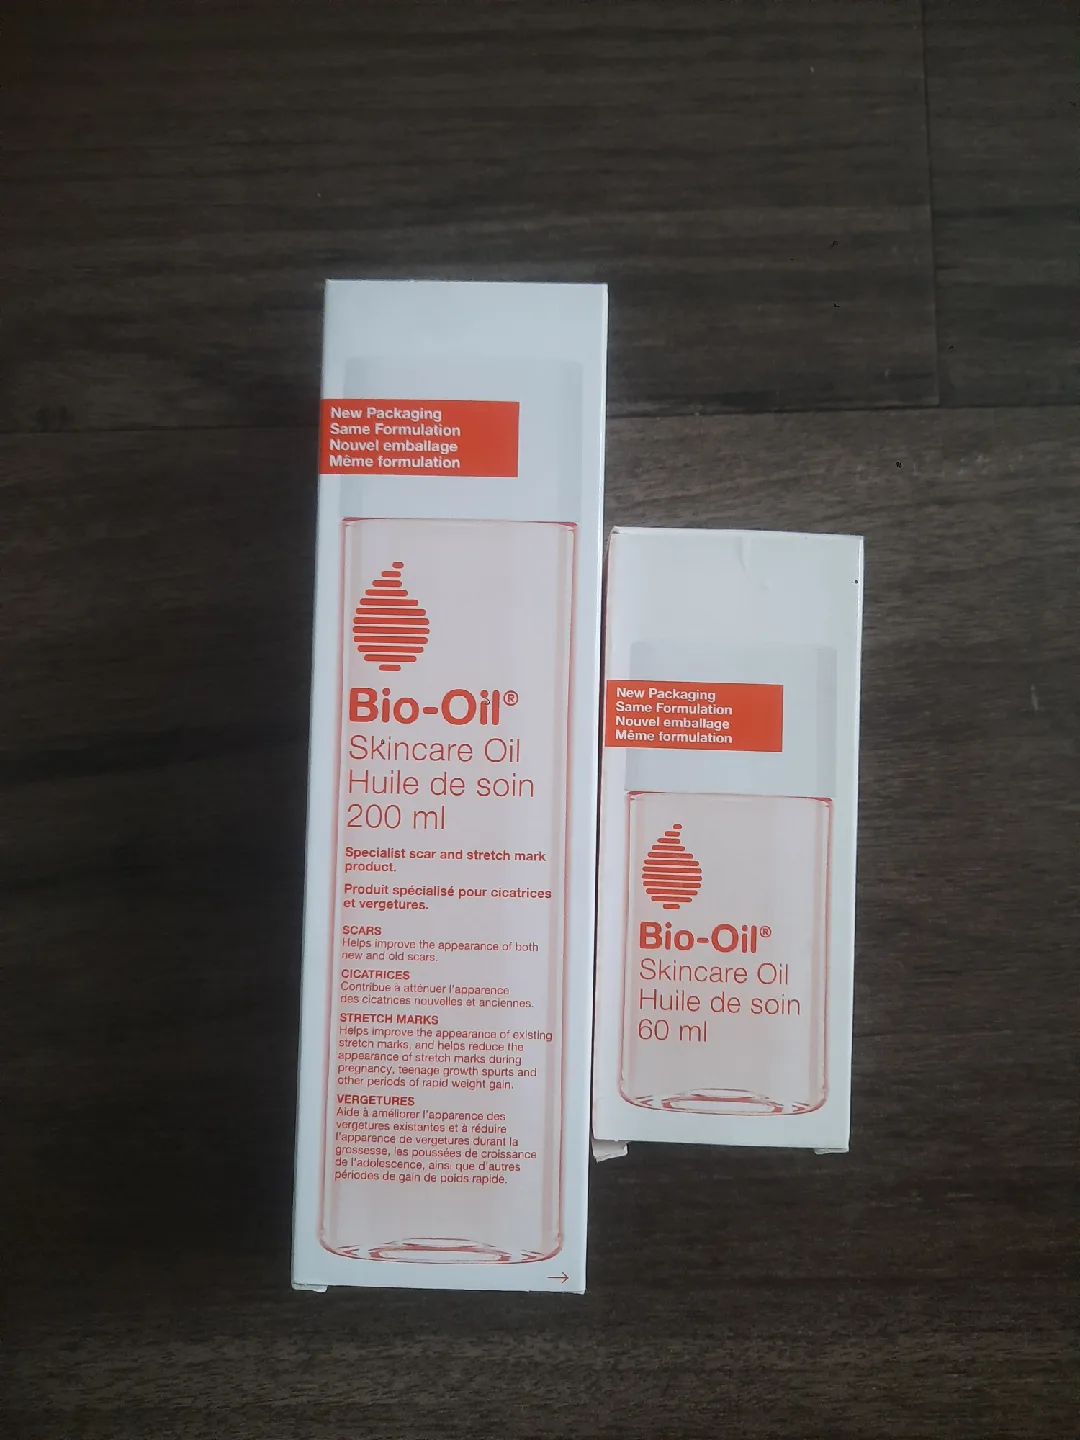 New Packaging
Same Formulation
Nouvel emballage
Même formulation
Bio-Oil®
Skincare Oil
Huile de soin
200 ml
Specialist scar and stretch mark
product.
Produit spécialisé pour cicatrices
et vergetures.
SCARS
Helps improve the appearance of both
new and old scars.
CICATRICES
Contribue à atténuer l'apparence
des cicatrices nouvelles et anciennes.
STRETCH MARKS
Helps improve the appearance of existing
stretch marks, and helps reduce the
appearance of stretch marks during
pregnancy, teenage growth spurts and
other periods of rapid weight gain.
VERGETURES
Aide à améliorer l'apparence des
vergetures existantes et à réduire
l'apparence de vergetures durant la
grossesse, les poussées de croissance
de l'adolescence, ainsi que d'autres
périodes de gain de poids rapide.
→
New Packaging
Same Formulation
Nouvel emballage
Même formulation
Bio-Oil®
Skincare Oil
Huile de soin
60 ml